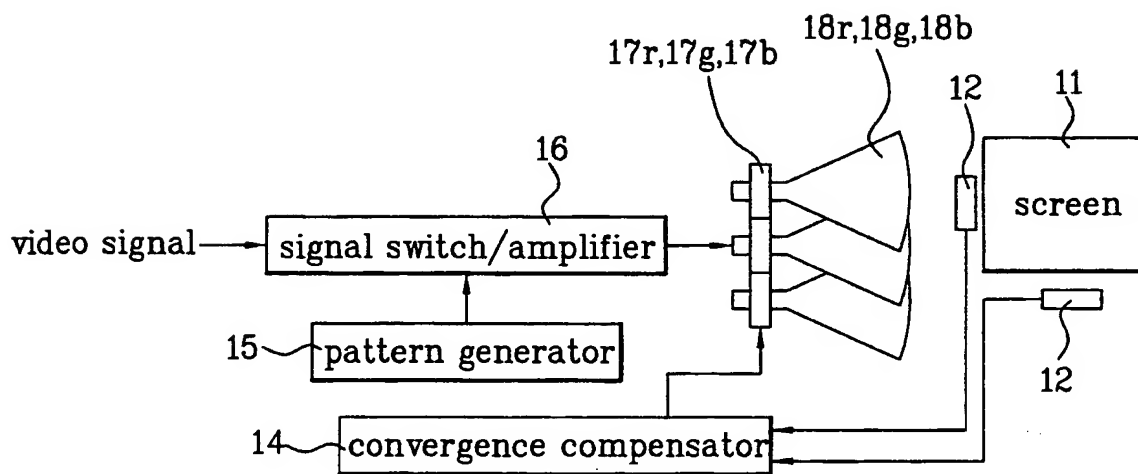 18r,18g,18b
17r,17g,17b
12
11
16
video signal
signal switch/amplifier
screen
15
pattern generator
12
14
convergence compensator